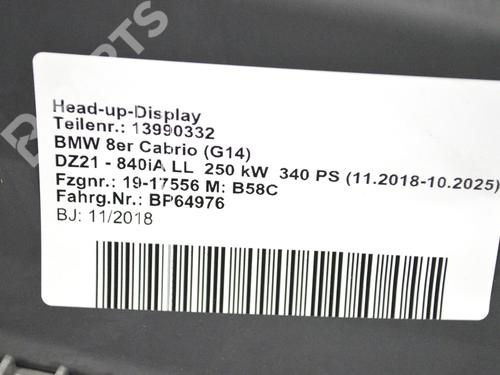 PARTS
Head-up-Display
Teilenr.: 13990332
BMW 8er Cabrio (G14)
DZ21 - 840iA LL 250 kW 340 PS (11.2018-10.2025)
Fzgnr.: 19-17556 M: B58C
Fahrg.Nr.: BP64976
BJ: 11/2018